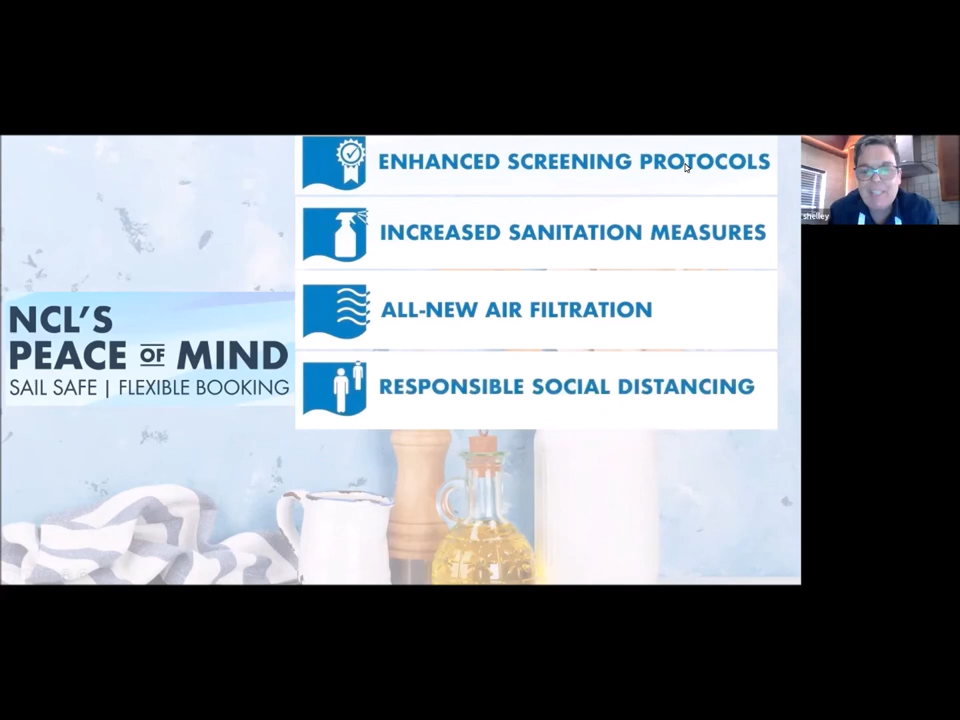 ENHANCED SCREENING PROTOCOLS
INCREASED SANITATION MEASURES
ALL-NEW AIR FILTRATION
RESPONSIBLE SOCIAL DISTANCING
NCL'S
PEACE OF MIND
SAIL SAFE | FLEXIBLE BOOKING
shelley